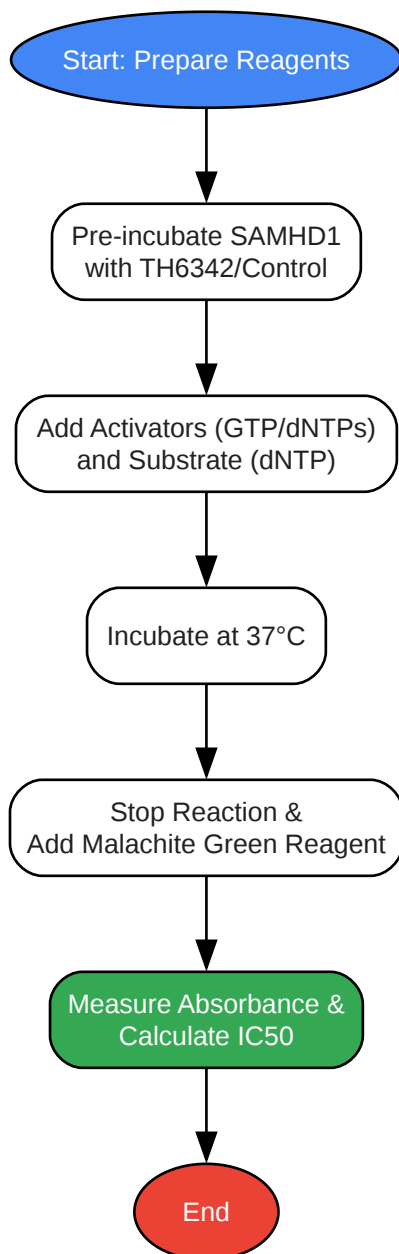 Start: Prepare Reagents
Pre-incubate SAMHD1
with TH6342/Control
Add Activators (GTP/dNTPs)
and Substrate (dNTP)
Incubate at 37°C
Stop Reaction &
Add Malachite Green Reagent
Measure Absorbance &
Calculate IC50
End